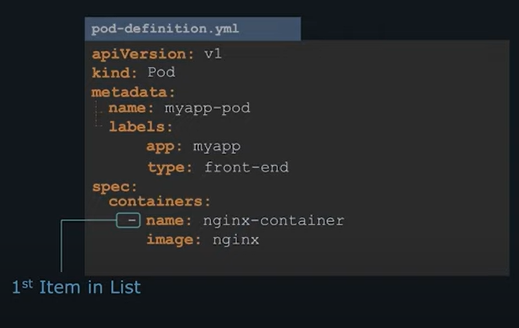 pod-definition.yml
apiVersion: v1
kind: Pod
metadata:
name: myapp-pod
labels:
app: myapp
type: front-end
spec:
containers:
- name: nginx-container
image: nginx
1st Item in List